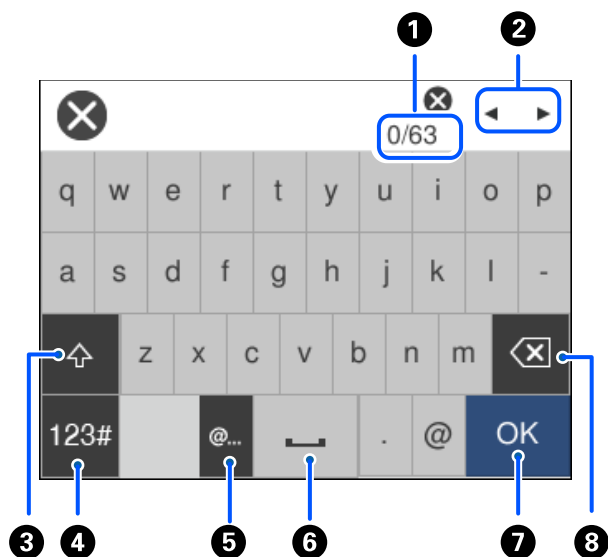 1 2
0/63
q w e r t y u i o p
a s d f g h j k l -
z x c v b n m
123# @... . @ OK
3 4 5 6 7 8